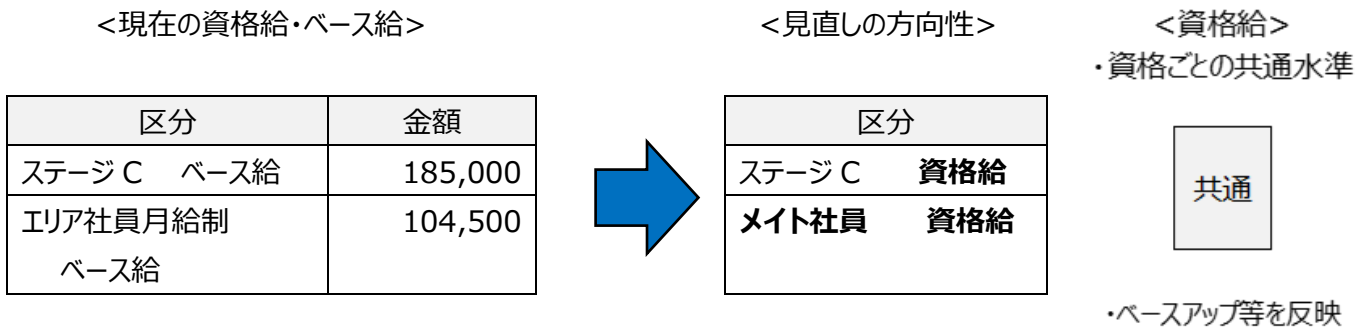 <現在の資格給・ベース給>
区分 金額
ステージ C ベース給 185,000
エリア社員月給制 104,500
ベース給
<見直しの方向性>
区分
ステージ C 資格給
メイト社員 資格給
<資格給>
・資格ごとの共通水準
共通
・ベースアップ等を反映